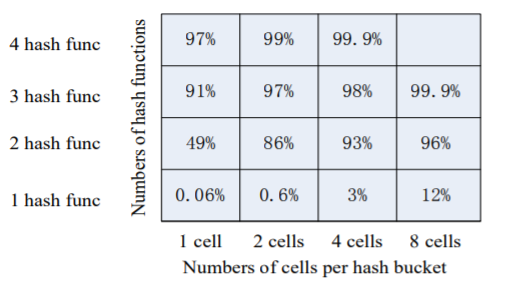 4 hash func 97% 99% 99.9%
3 hash func 91% 97% 98% 99.9%
2 hash func 49% 86% 93% 96%
1 hash func 0.06% 0.6% 3% 12%
Numbers of hash functions
1 cell 2 cells 4 cells 8 cells
Numbers of cells per hash bucket